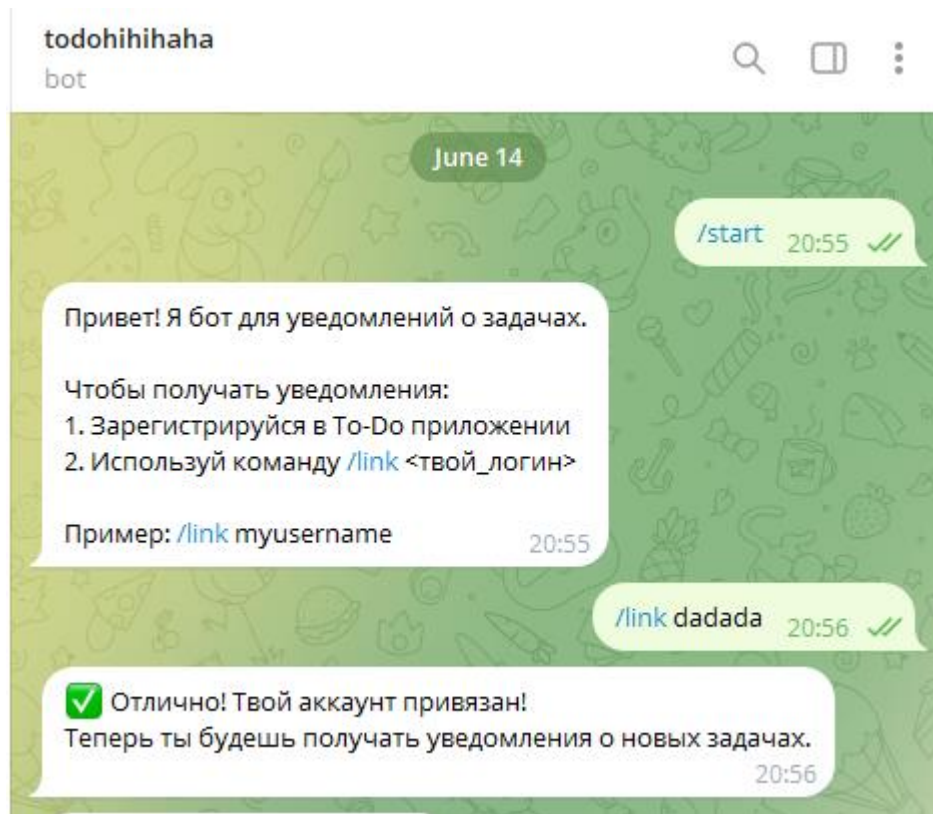 todohihihaha
bot
June 14
/start 20:55
Привет! Я бот для уведомлений о задачах.
Чтобы получать уведомления:
1. Зарегистрируйся в To-Do приложении
2. Используй команду /link <твой_логин>
Пример: /link myusername 20:55
/link dadada 20:56
✅ Отлично! Твой аккаунт привязан!
Теперь ты будешь получать уведомления о новых задачах.
20:56